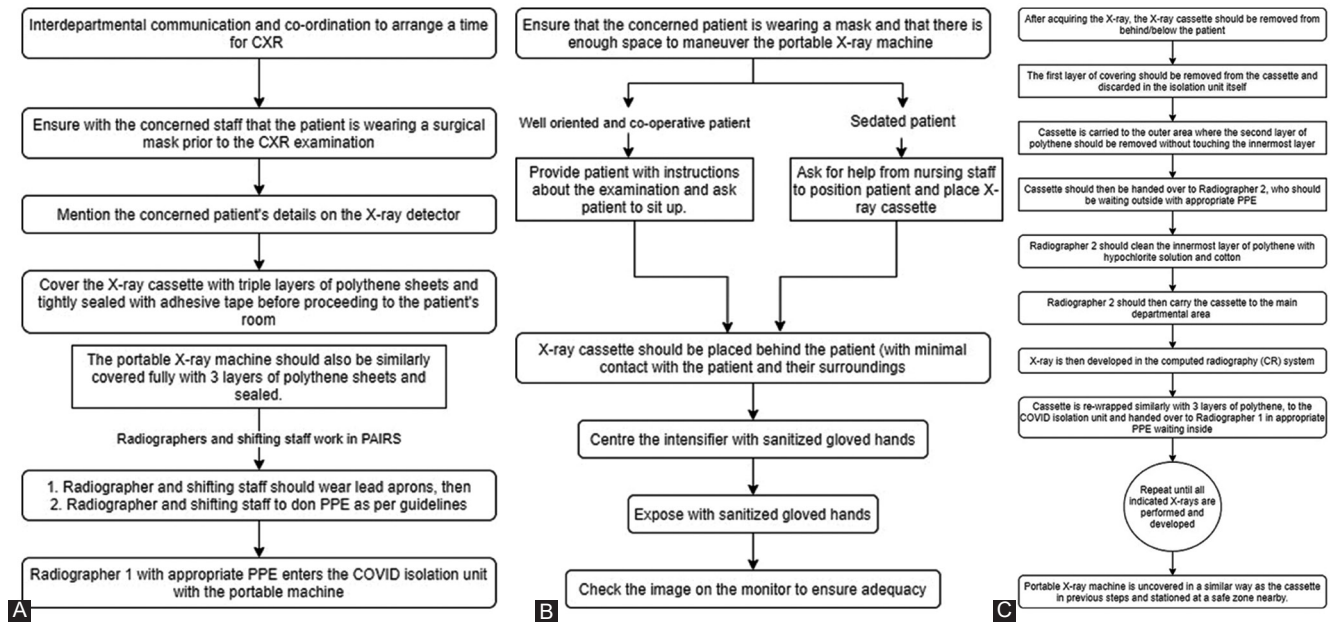 Interdepartmental communication and co-ordination to arrange a time
for CXR
Ensure with the concerned staff that the patient is wearing a surgical
mask prior to the CXR examination
Mention the concerned patient's details on the X-ray detector
Cover the X-ray cassette with triple layers of polythene sheets and
tightly sealed with adhesive tape before proceeding to the patient's
room
The portable X-ray machine should also be similarly
covered fully with 3 layers of polythene sheets and
sealed.
Radiographers and shifting staff work in PAIRS
1. Radiographer and shifting staff should wear lead aprons, then
2. Radiographer and shifting staff to don PPE as per guidelines
Radiographer 1 with appropriate PPE enters the COVID isolation unit
with the portable machine
A
Ensure that the concerned patient is wearing a mask and that there is
enough space to maneuver the portable X-ray machine
Well oriented and co-operative patient
Sedated patient
Provide patient with instructions
about the examination and ask
patient to sit up.
Ask for help from nursing staff
to position patient and place X-
ray cassette
X-ray cassette should be placed behind the patient (with minimal
contact with the patient and their surroundings
Centre the intensifier with sanitized gloved hands
Expose with sanitized gloved hands
Check the image on the monitor to ensure adequacy
B
After acquiring the X-ray, the X-ray cassette should be removed from
behind/below the patient
The first layer of covering should be removed from the cassette and
discarded in the isolation unit itself
Cassette is carried to the outer area where the second layer of
polythene should be removed without touching the innermost layer
Cassette should then be handed over to Radiographer 2, who should
be waiting outside with appropriate PPE
Radiographer 2 should clean the innermost layer of polythene with
hypochlorite solution and cotton
Radiographer 2 should then carry the cassette to the main
departmental area
X-ray is then developed in the computed radiography (CR) system
Cassette is re-wrapped similarly with 3 layers of polythene, to the
COVID isolation unit and handed over to Radiographer 1 in appropriate
PPE waiting inside
Repeat until all
indicated X-rays are
performed and
developed
Portable X-ray machine is uncovered in a similar way as the cassette
in previous steps and stationed at a safe zone nearby.
C